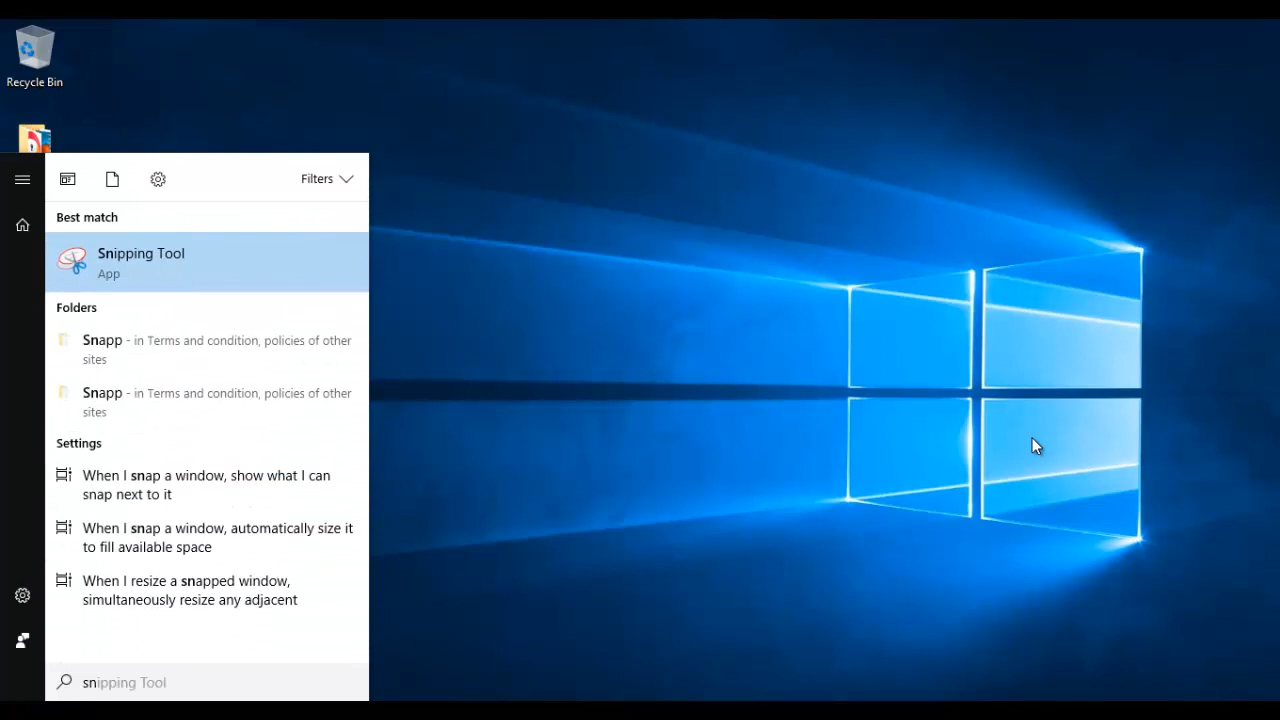 Recycle Bin
Filters
Best match
Snipping Tool
App
Folders
Snapp - in Terms and condition, policies of other
sites
Snapp - in Terms and condition, policies of other
sites
Settings
When I snap a window, show what I can
snap next to it
When I snap a window, automatically size it
to fill available space
When I resize a snapped window,
simultaneously resize any adjacent
snipping Tool